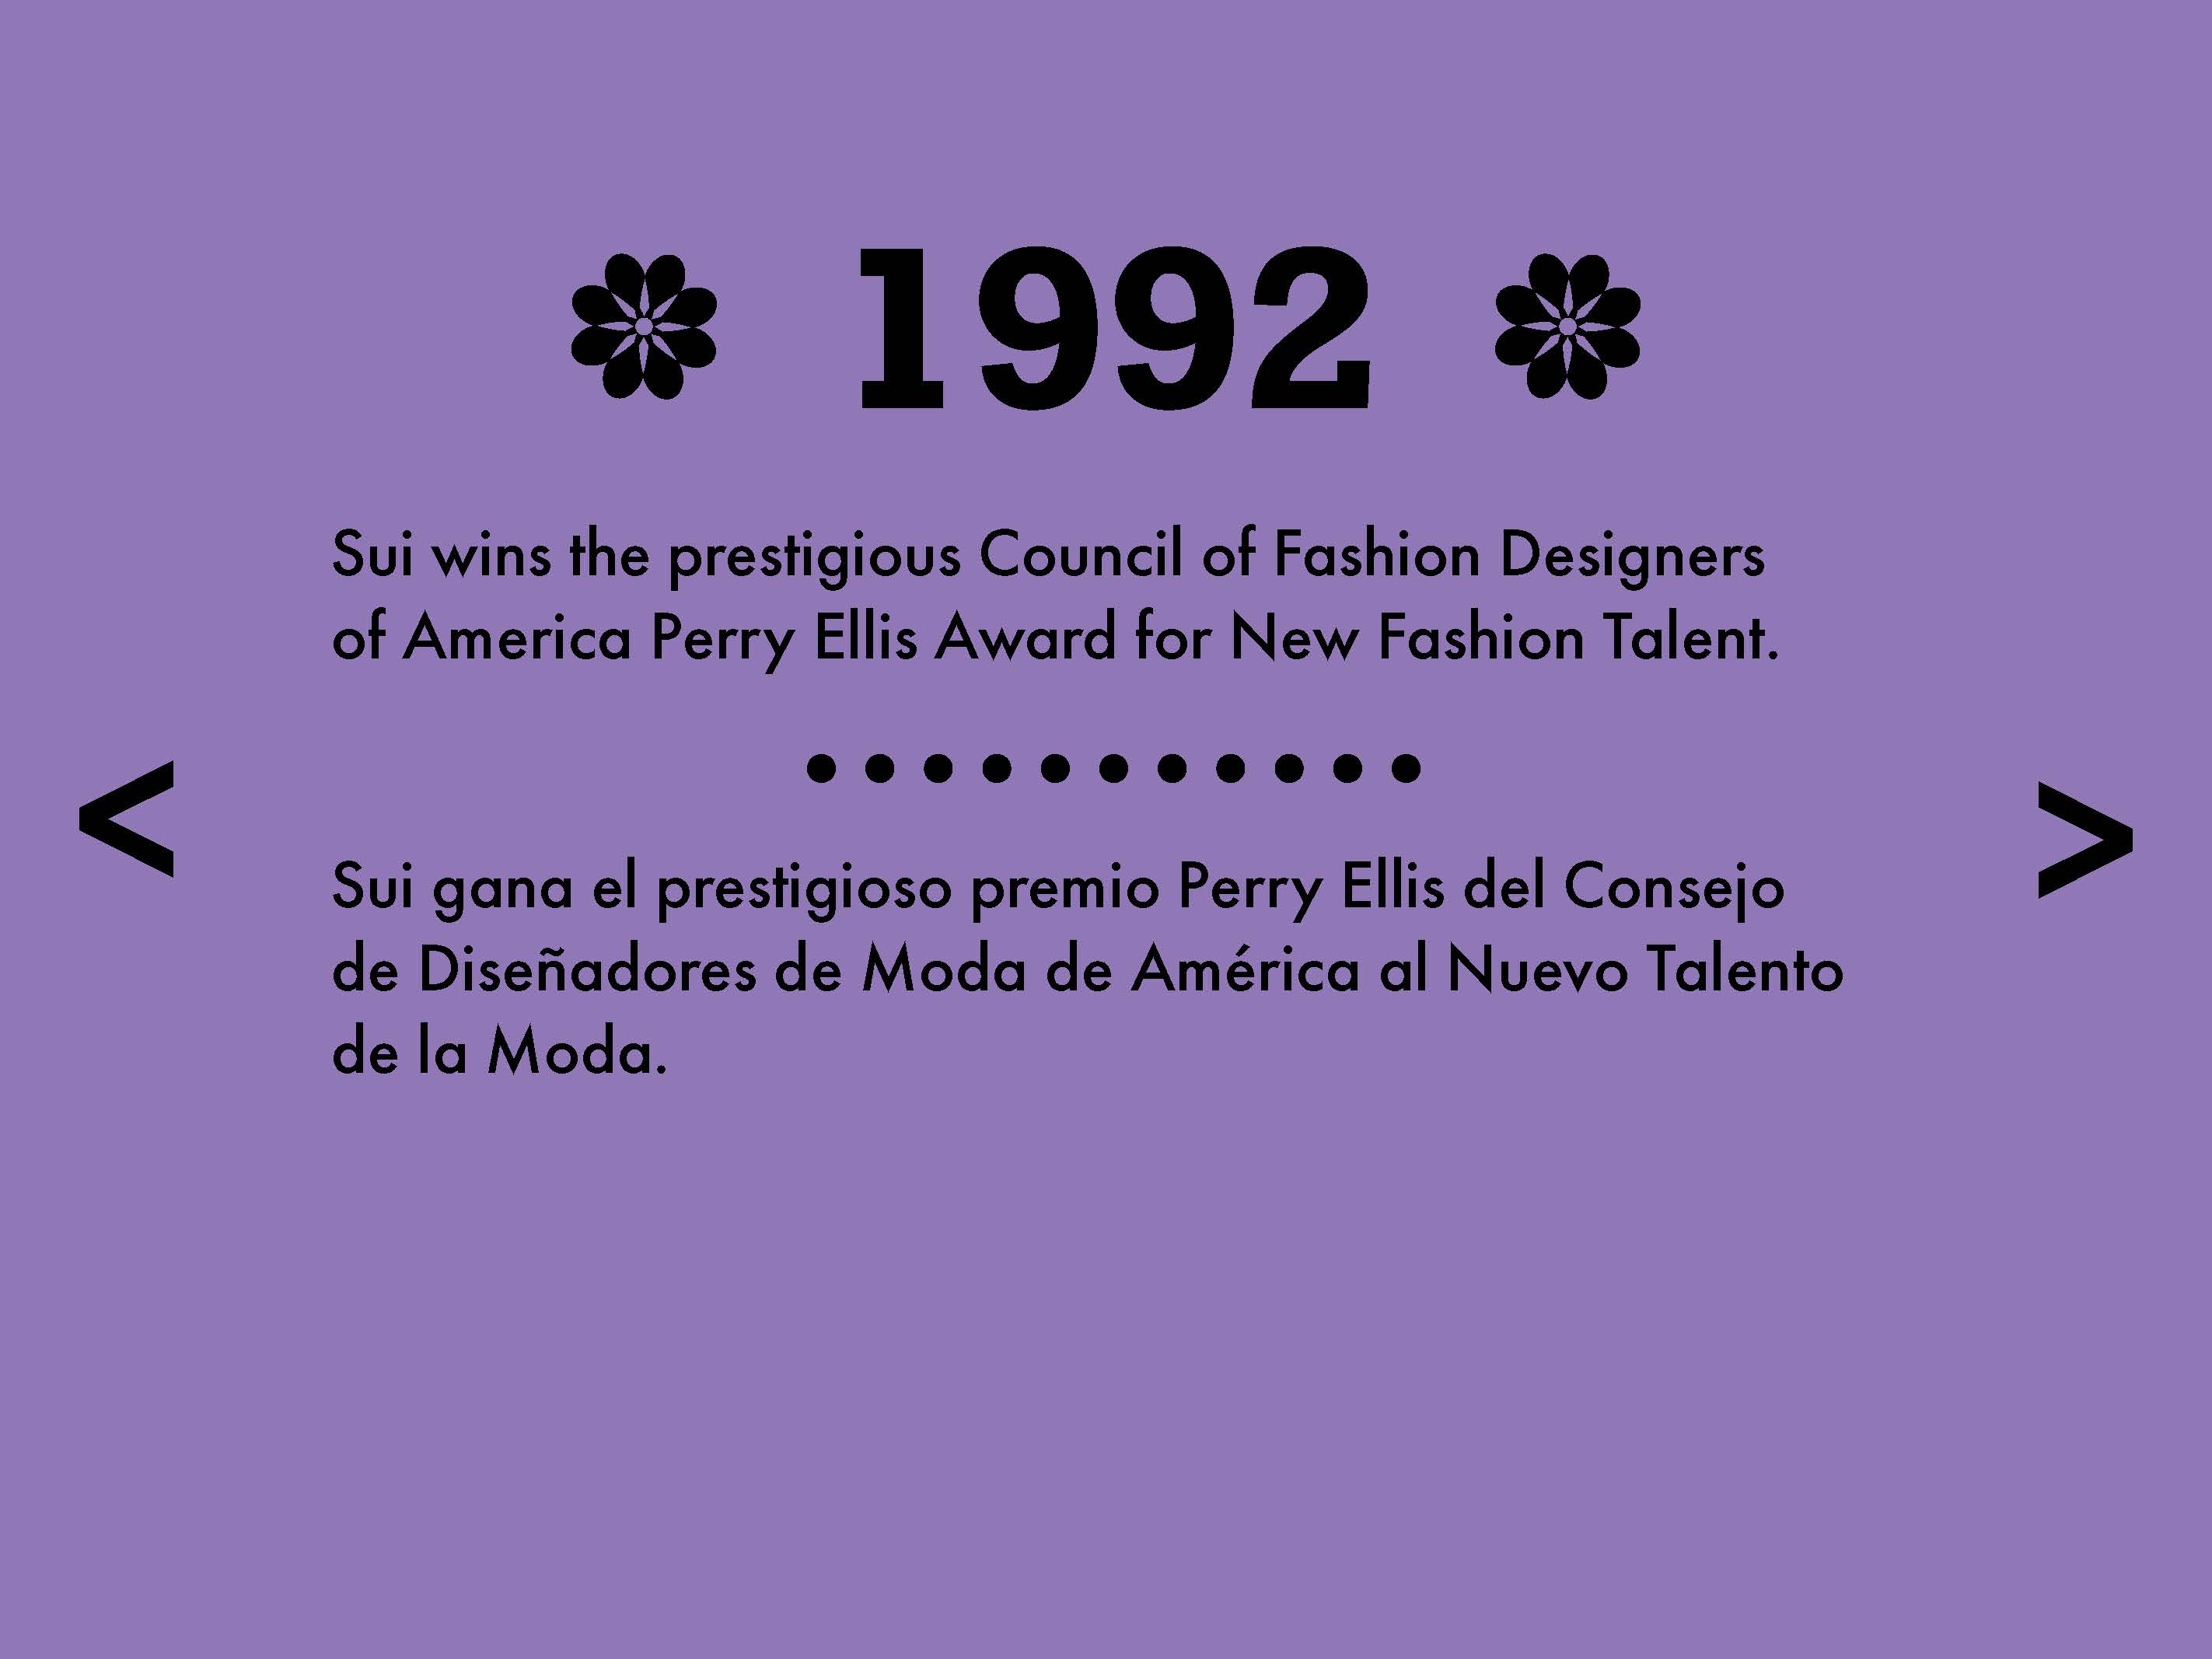 1992
Sui wins the prestigious Council of Fashion Designers
of America Perry Ellis Award for New Fashion Talent.
<
>
Sui gana el prestigioso premio Perry Ellis del Consejo
de Diseñadores de Moda de América al Nuevo Talento
de la Moda.